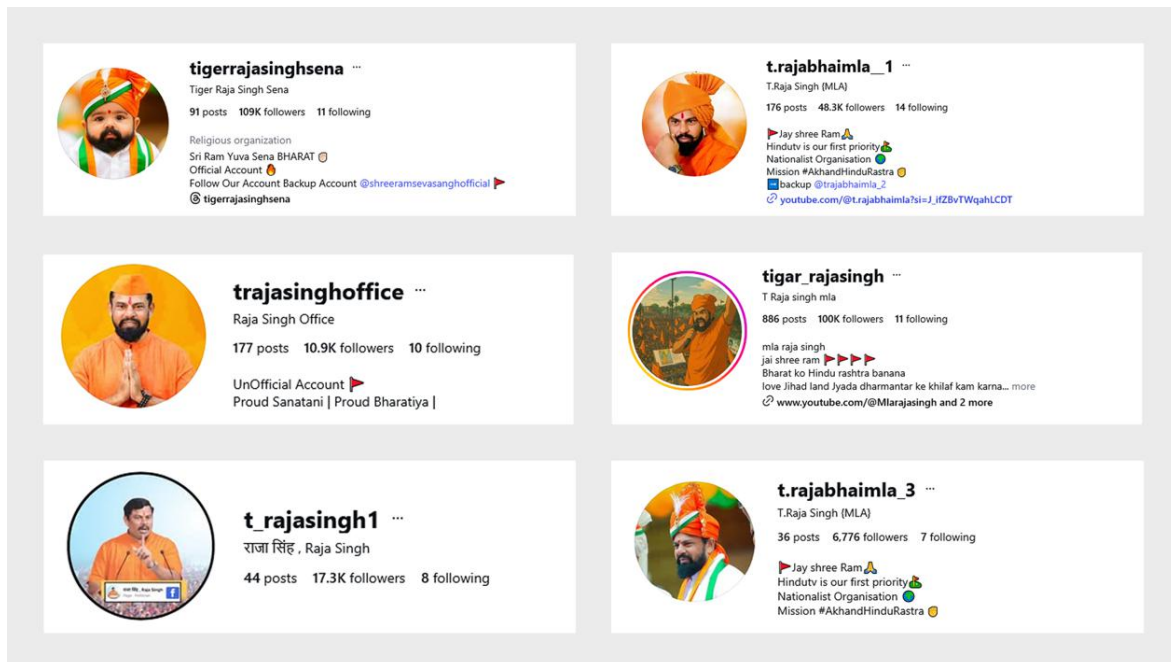 tigerrajasinghsena ...
Tiger Raja Singh Sena
91 posts 109K followers 11 following
Religious organization
Sri Ram Yuva Sena BHARAT
Official Account 🔥
Follow Our Account Backup Account @shreeramsevasanghofficial 🚩
tigerrajasinghsena
t.rajabhaimla__1 ...
T.Raja Singh (MLA)
176 posts 48.3K followers 14 following
🚩Jay shree Ram🙏
Hindutv is our first priority⛳
Nationalist Organisation 🌍
Mission #AkhandHinduRastra ✊
➡️backup @trajabhaimla_2
youtube.com/@t.rajabhaimla?si=J_ifZBvTWqahLCDT
trajasinghoffice ...
Raja Singh Office
177 posts 10.9K followers 10 following
UnOfficial Account 🚩
Proud Sanatani | Proud Bharatiya |
tigar_rajasingh ...
T Raja singh mla
886 posts 100K followers 11 following
mla raja singh
jai shree ram 🚩🚩🚩🚩
Bharat ko Hindu rashtra banana
love Jihad land Jyada dharmantar ke khilaf kam karna... more
www.youtube.com/@Mlarajasingh and 2 more
t_rajasingh1 ...
राजा सिंह , Raja Singh
44 posts 17.3K followers 8 following
राजा सिंह , Raja Singh
t.rajabhaimla_3 ...
T.Raja Singh (MLA)
36 posts 6,776 followers 7 following
🚩Jay shree Ram🙏
Hindutv is our first priority⛳
Nationalist Organisation 🌍
Mission #AkhandHinduRastra ✊